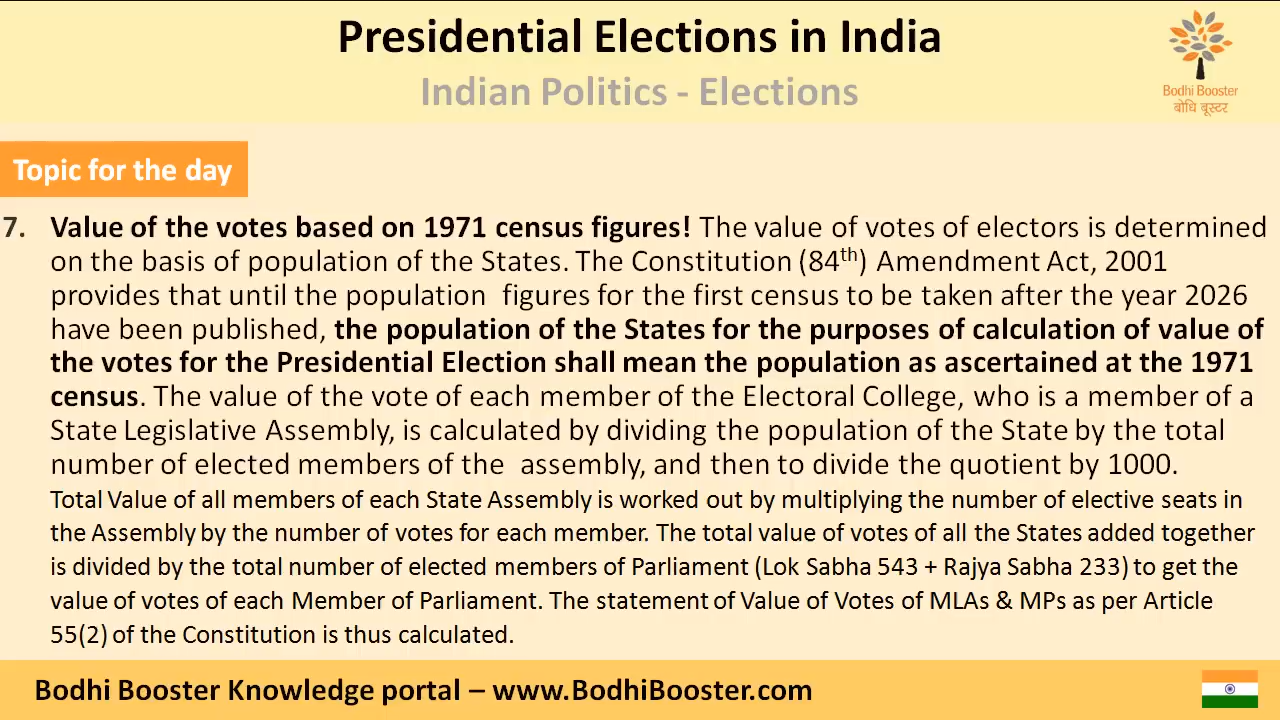 Presidential Elections in India
Indian Politics - Elections
Bodhi Booster
बोधि बूस्टर
Topic for the day
7. Value of the votes based on 1971 census figures! The value of votes of electors is determined
on the basis of population of the States. The Constitution (84th) Amendment Act, 2001
provides that until the population figures for the first census to be taken after the year 2026
have been published, the population of the States for the purposes of calculation of value of
the votes for the Presidential Election shall mean the population as ascertained at the 1971
census. The value of the vote of each member of the Electoral College, who is a member of a
State Legislative Assembly, is calculated by dividing the population of the State by the total
number of elected members of the assembly, and then to divide the quotient by 1000.
Total Value of all members of each State Assembly is worked out by multiplying the number of elective seats in
the Assembly by the number of votes for each member. The total value of votes of all the States added together
is divided by the total number of elected members of Parliament (Lok Sabha 543 + Rajya Sabha 233) to get the
value of votes of each Member of Parliament. The statement of Value of Votes of MLAs & MPs as per Article
55(2) of the Constitution is thus calculated.
Bodhi Booster Knowledge portal – www.BodhiBooster.com